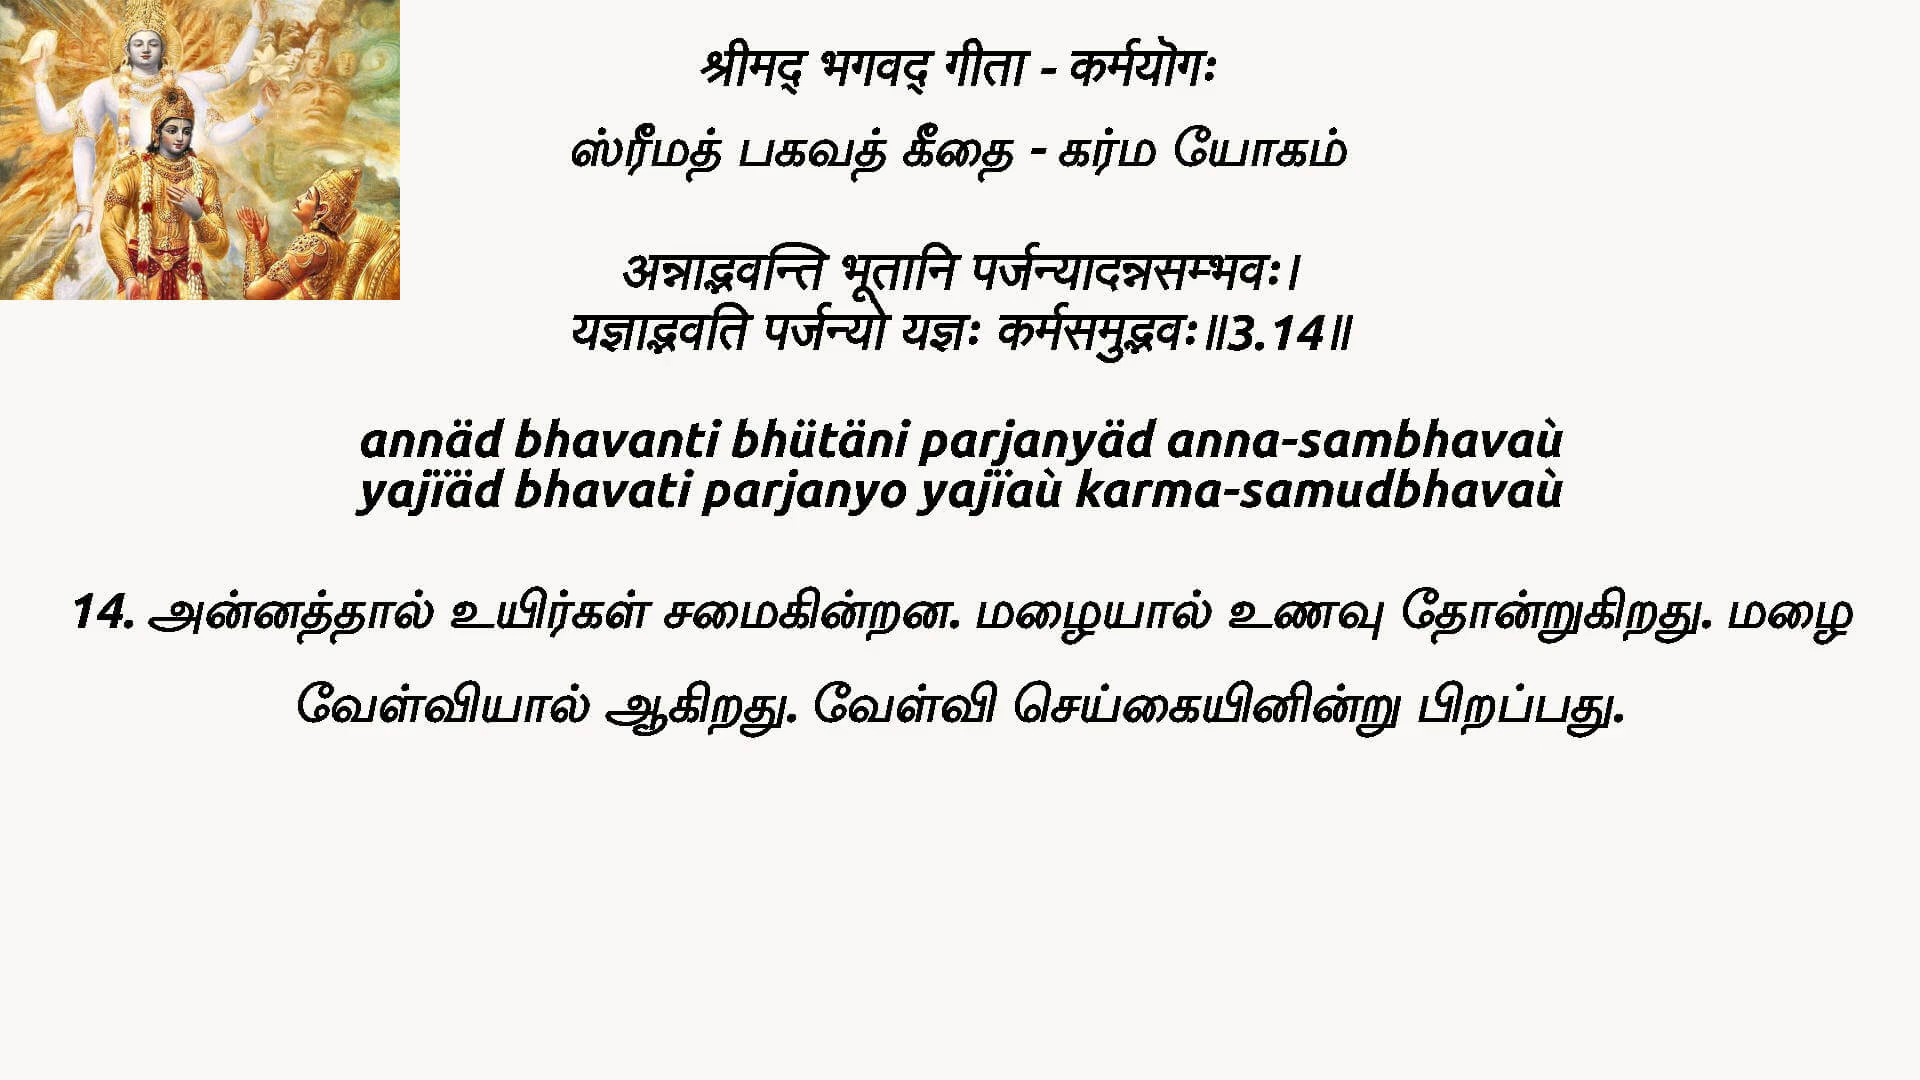 श्रीमद् भगवद् गीता - कर्मयॊगः
ஸ்ரீமத் பகவத் கீதை - கர்ம யோகம்
अन्नाद्भवन्ति भूतानि पर्जन्यादन्नसम्भवः।
यज्ञाद्भवति पर्जन्यो यज्ञः कर्मसमुद्भवः॥3.14॥
annäd bhavanti bhütäni parjanyäd anna-sambhavaù
yajïäd bhavati parjanyo yajïaù karma-samudbhavaù
14. அன்னத்தால் உயிர்கள் சமைகின்றன. மழையால் உணவு தோன்றுகிறது. மழை
வேள்வியால் ஆகிறது. வேள்வி செய்கையினின்று பிறப்பது.